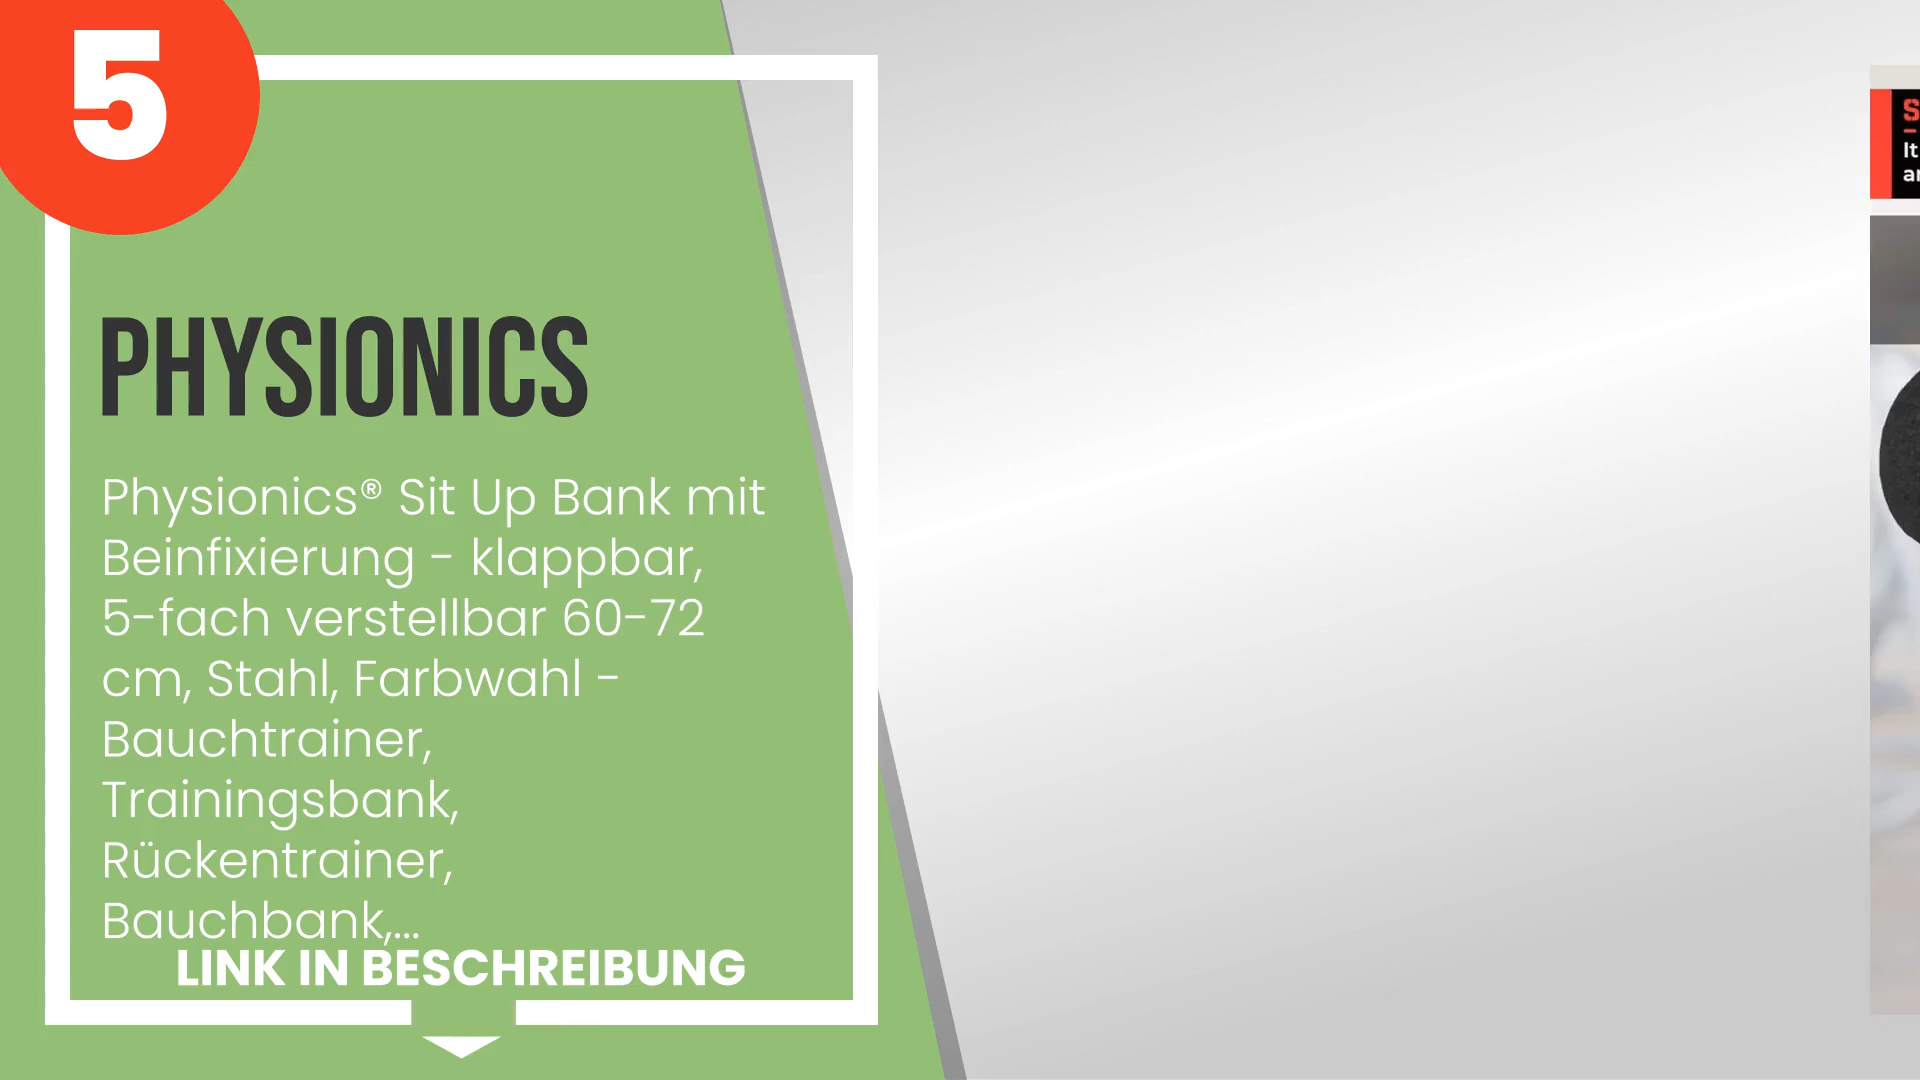 5
PHYSIONICS
Physionics® Sit Up Bank mit
Beinfixierung - klappbar,
5-fach verstellbar 60-72
cm, Stahl, Farbwahl -
Bauchtrainer,
Trainingsbank,
Rückentrainer,
Bauchbank,...
LINK IN BESCHREIBUNG
It